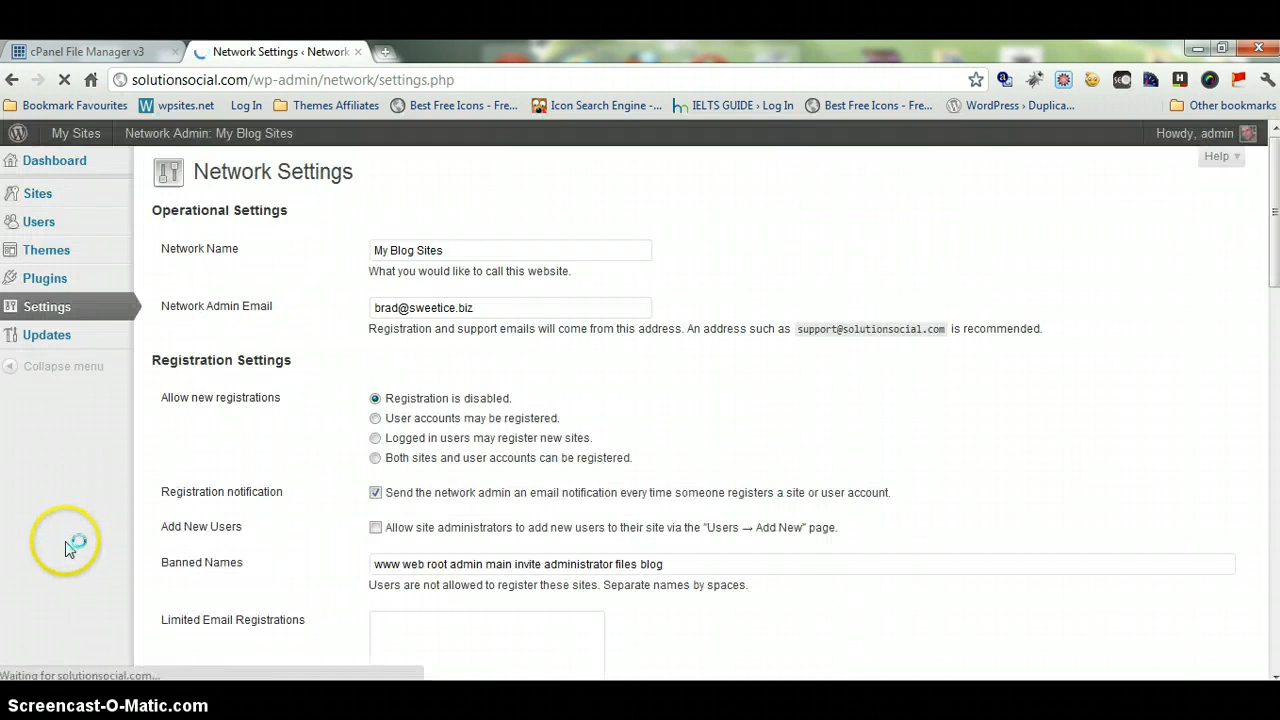 cPanel File Manager v3
Network Settings ‹ Network
solutionsocial.com/wp-admin/network/settings.php
Bookmark Favourites wpsites.net Log In Themes Affiliates Best Free Icons - Fre... Icon Search Engine -... IELTS GUIDE › Log In Best Free Icons - Fre... WordPress › Duplica... Other bookmarks
My Sites Network Admin: My Blog Sites Howdy, admin
Help
Dashboard
Sites
Users
Themes
Plugins
Settings
Updates
Collapse menu
Network Settings
Operational Settings
Network Name My Blog Sites
What you would like to call this website.
Network Admin Email brad@sweetice.biz
Registration and support emails will come from this address. An address such as support@solutionsocial.com is recommended.
Registration Settings
Allow new registrations Registration is disabled.
User accounts may be registered.
Logged in users may register new sites.
Both sites and user accounts can be registered.
Registration notification Send the network admin an email notification every time someone registers a site or user account.
Add New Users Allow site administrators to add new users to their site via the "Users → Add New" page.
Banned Names www web root admin main invite administrator files blog
Users are not allowed to register these sites. Separate names by spaces.
Limited Email Registrations
Waiting for solutionsocial.com...
Screencast-O-Matic.com